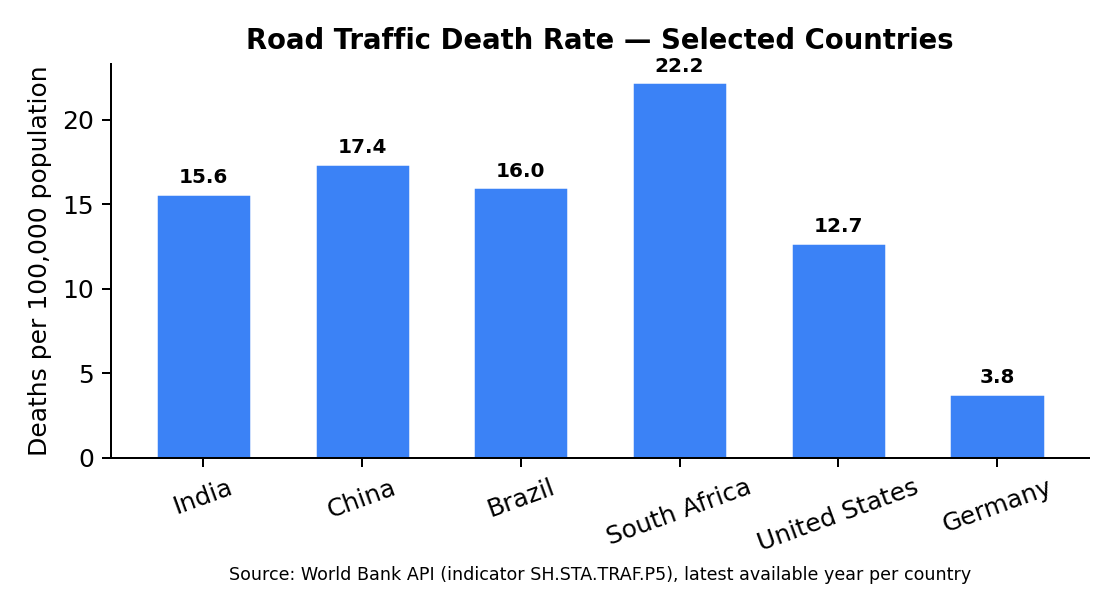 Road Traffic Death Rate — Selected Countries
Deaths per 100,000 population
20
15
10
5
0
15.6
17.4
16.0
22.2
12.7
3.8
India
China
Brazil
South Africa
United States
Germany
Source: World Bank API (indicator SH.STA.TRAF.P5), latest available year per country